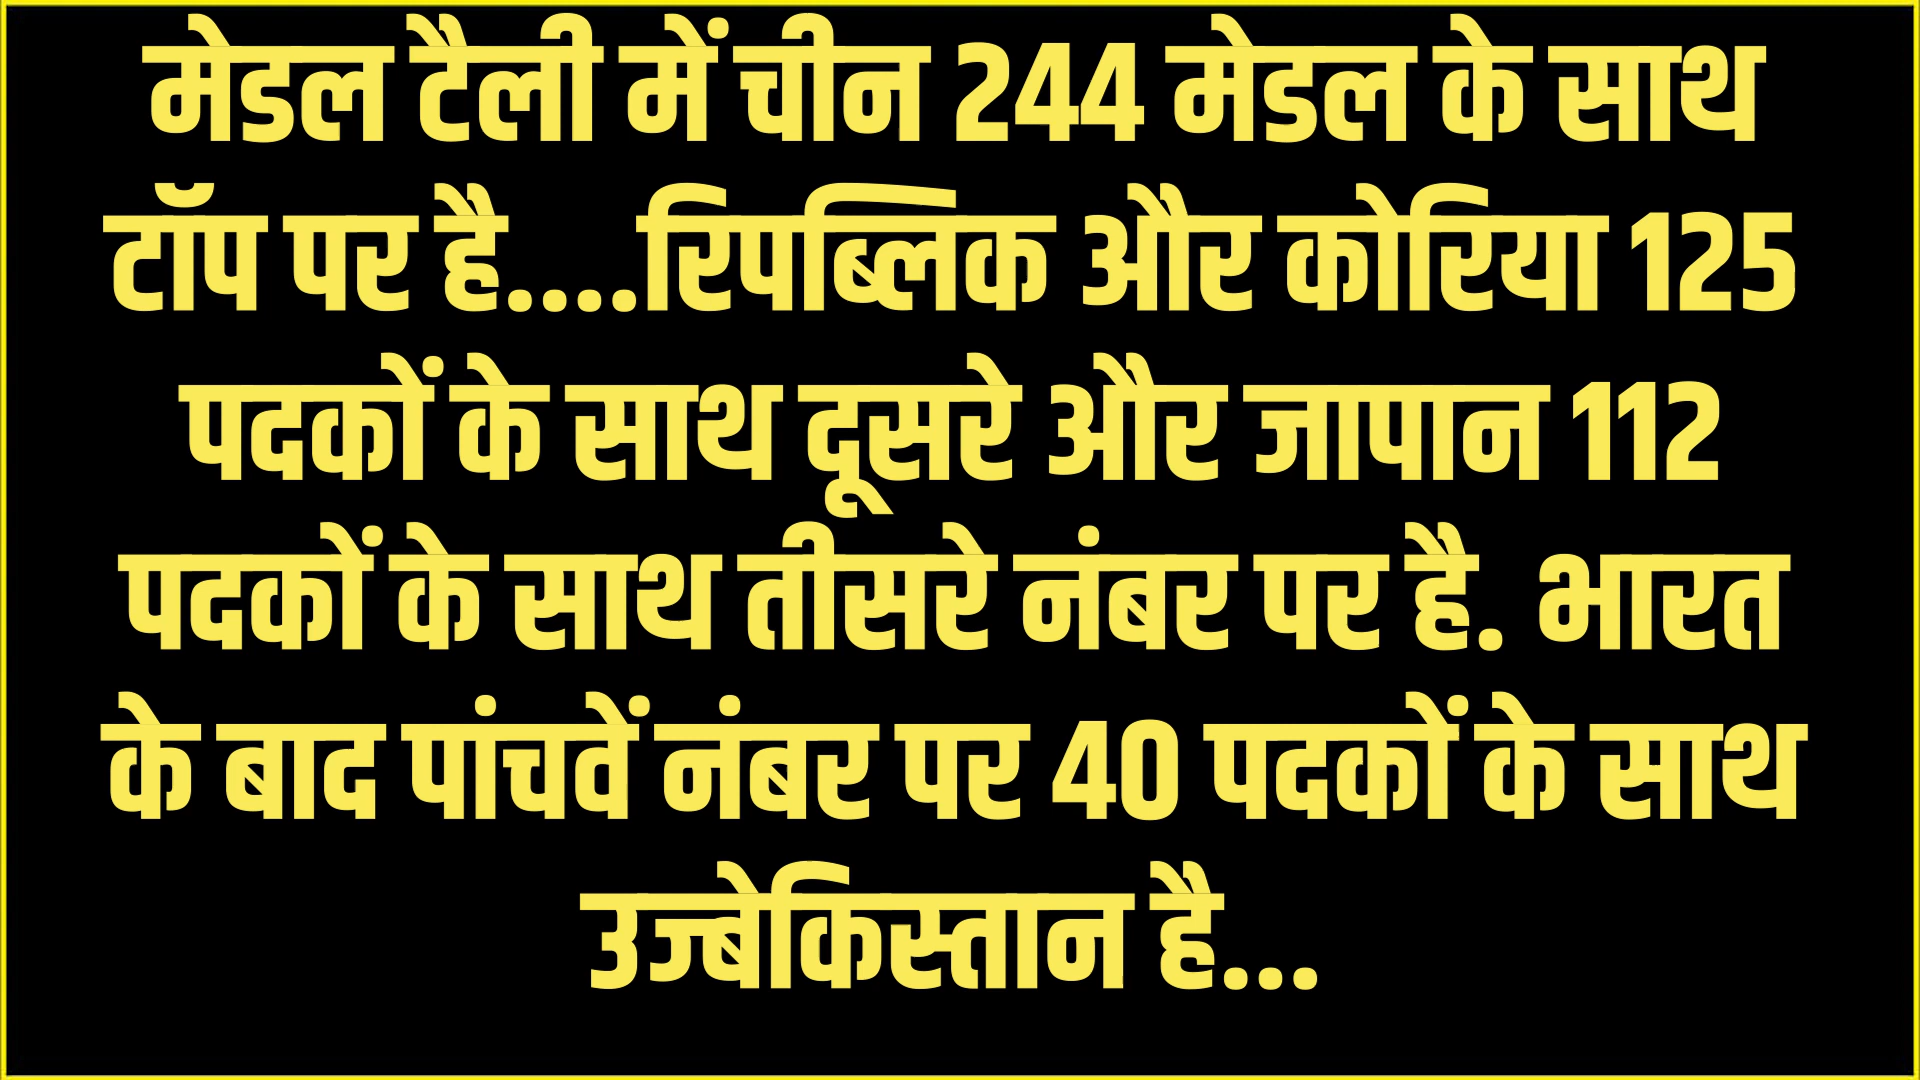 मेडल टैली में चीन 244 मेडल के साथ
टॉप पर है....रिपब्लिक और कोरिया 125
पदकों के साथ दूसरे और जापान 112
पदकों के साथ तीसरे नंबर पर है. भारत
के बाद पांचवें नंबर पर 40 पदकों के साथ
उज्बेकिस्तान है...